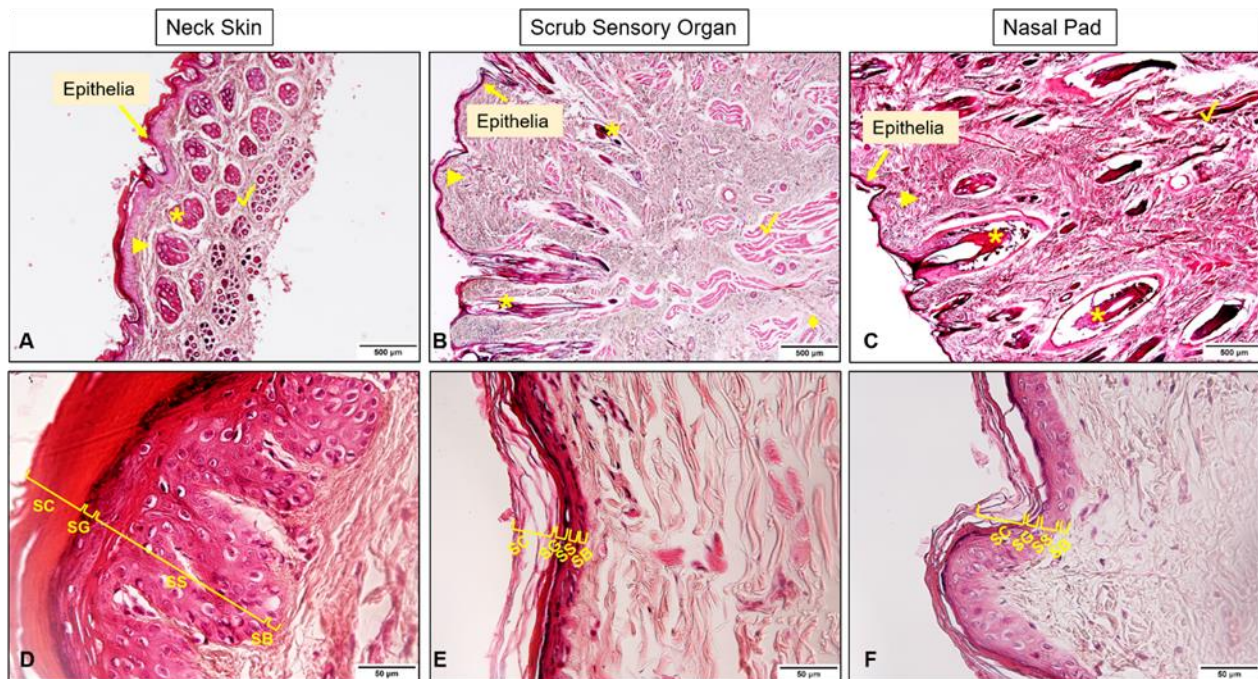 Neck Skin
Scrub Sensory Organ
Nasal Pad
Epithelia
A
500 µm
Epithelia
B
500 µm
Epithelia
C
500 µm
SC
SG
SS
SB
D
50 µm
SC
SG
SS
SB
E
50 µm
SC
SG
SS
SB
F
50 µm